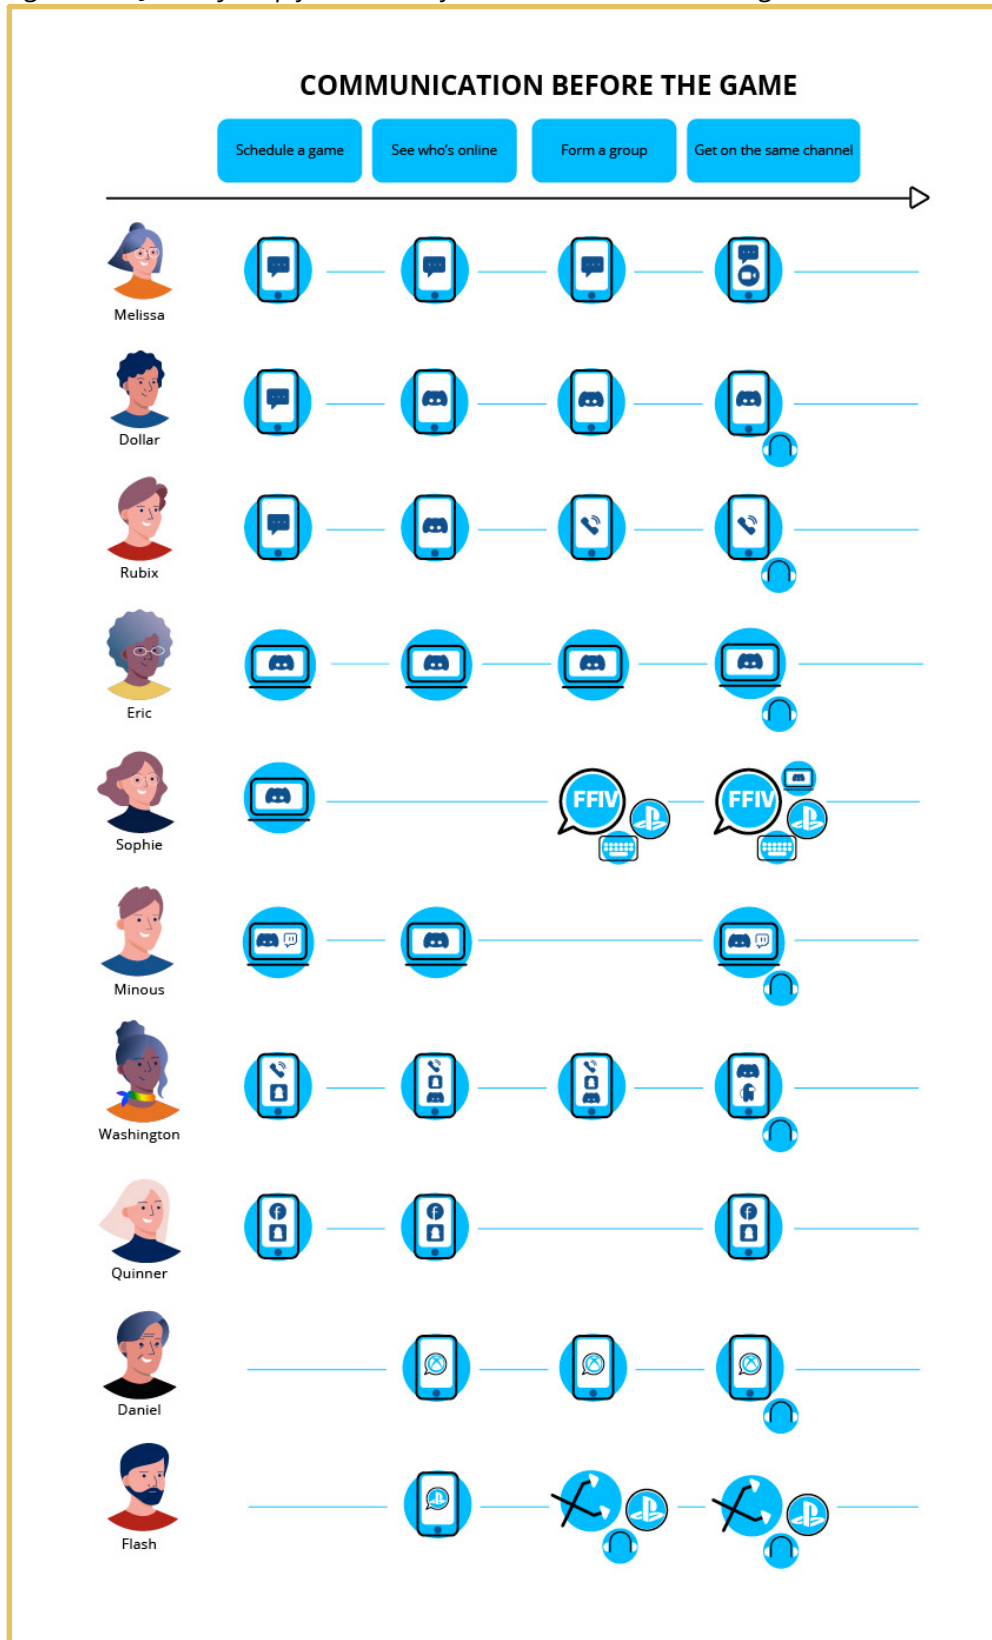 COMMUNICATION BEFORE THE GAME
Schedule a game
See who's online
Form a group
Get on the same channel
Melissa
Dollar
Rubix
Eric
FFIV
FFIV
Sophie
Minous
Washington
Quinner
Daniel
Flash